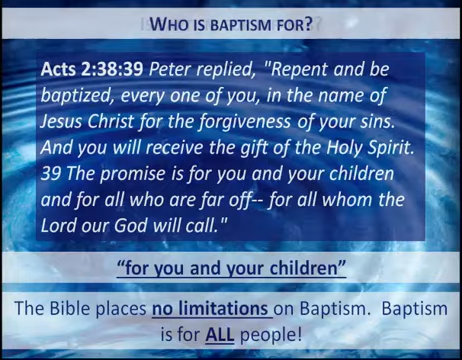 WHO IS BAPTISM FOR?
Acts 2:38:39 Peter replied, "Repent and be
baptized, every one of you, in the name of
Jesus Christ for the forgiveness of your sins.
And you will receive the gift of the Holy Spirit.
39 The promise is for you and your children
and for all who are far off-- for all whom the
Lord our God will call."
“for you and your children”
The Bible places no limitations on Baptism. Baptism
is for ALL people!